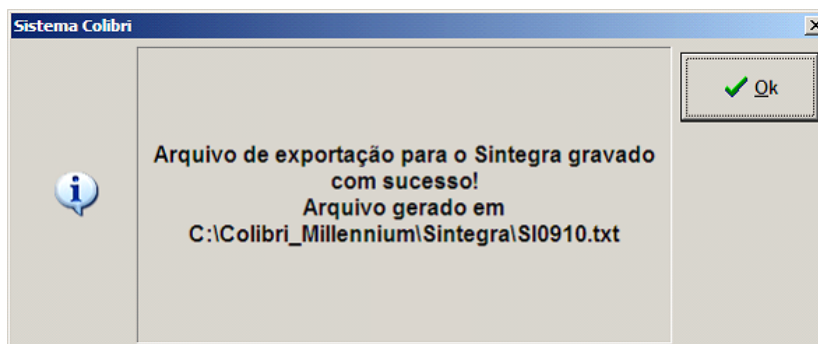 Sistema Colibri
Arquivo de exportação para o Sintegra gravado
com sucesso!
Arquivo gerado em
C:\Colibri_Millennium\Sintegra\SI0910.txt
Ok